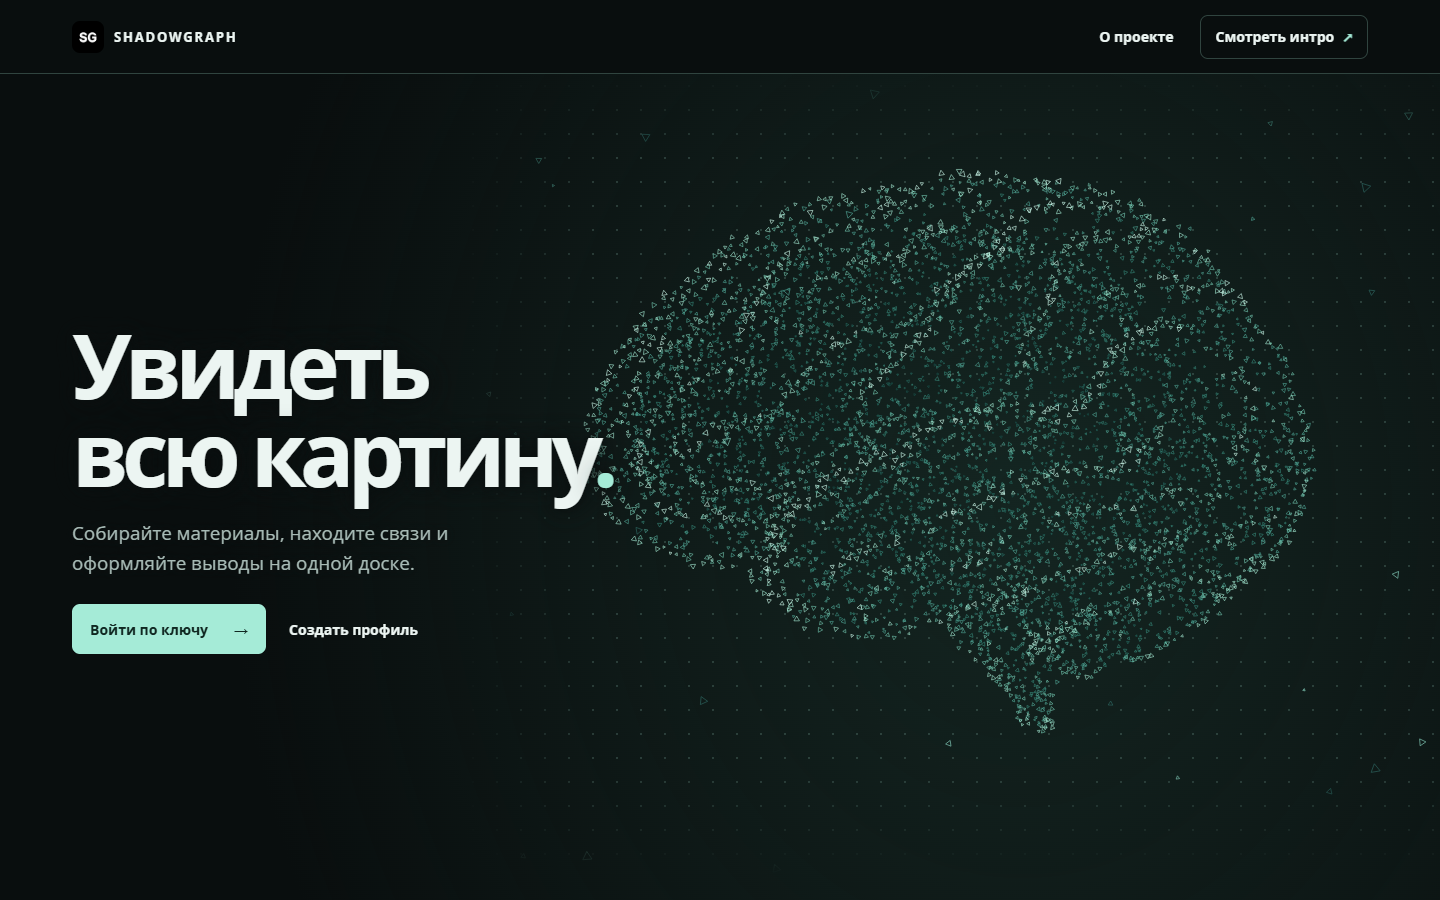 SG SHADOWGRAPH
О проекте
Смотреть интро ↗
Увидеть
всю картину.
Собирайте материалы, находите связи и
оформляйте выводы на одной доске.
Войти по ключу →
Создать профиль